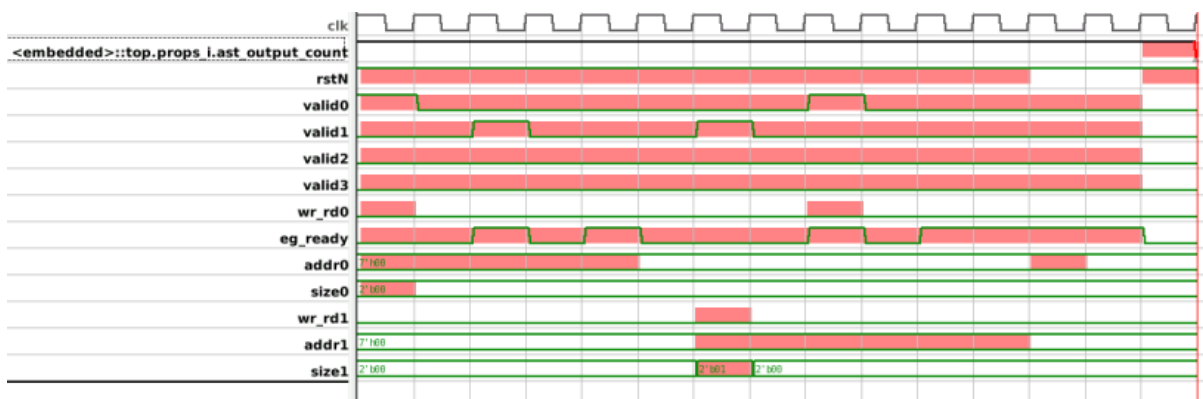 clk
<embedded>::top.props_i.ast_output_count
rstN
valid0
valid1
valid2
valid3
wr_rd0
eg_ready
addr0 7'h00
size0 2'b00
wr_rd1
addr1 7'h00
size1 2'b00 2'b01 2'b00